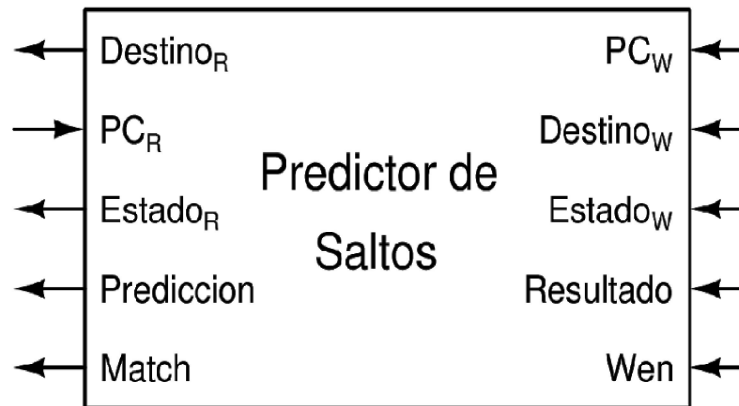 Destino_R
PC_R
Estado_R
Prediccion
Match
Predictor de
Saltos
PC_W
Destino_W
Estado_W
Resultado
Wen